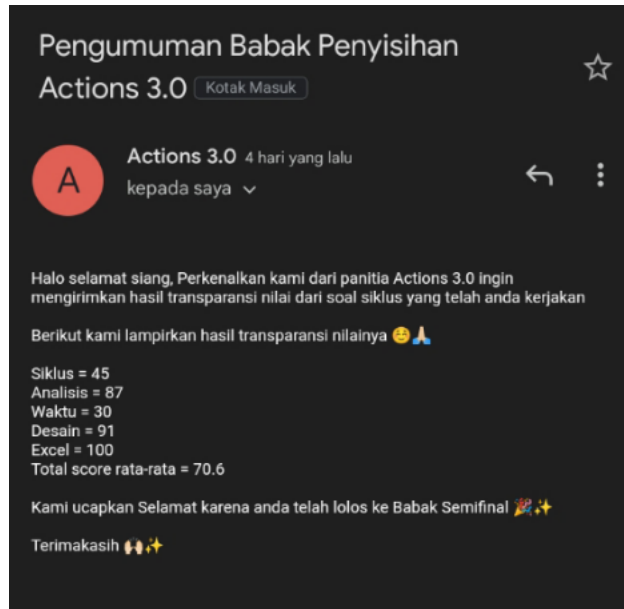 Pengumuman Babak Penyisihan
Actions 3.0 Kotak Masuk
A
Actions 3.0 4 hari yang lalu
kepada saya
Halo selamat siang, Perkenalkan kami dari panitia Actions 3.0 ingin
mengirimkan hasil transparansi nilai dari soal siklus yang telah anda kerjakan
Berikut kami lampirkan hasil transparansi nilainya ☺️🙏🏻
Siklus = 45
Analisis = 87
Waktu = 30
Desain = 91
Excel = 100
Total score rata-rata = 70.6
Kami ucapkan Selamat karena anda telah lolos ke Babak Semifinal 🎉✨
Terimakasih 🙌🏻✨